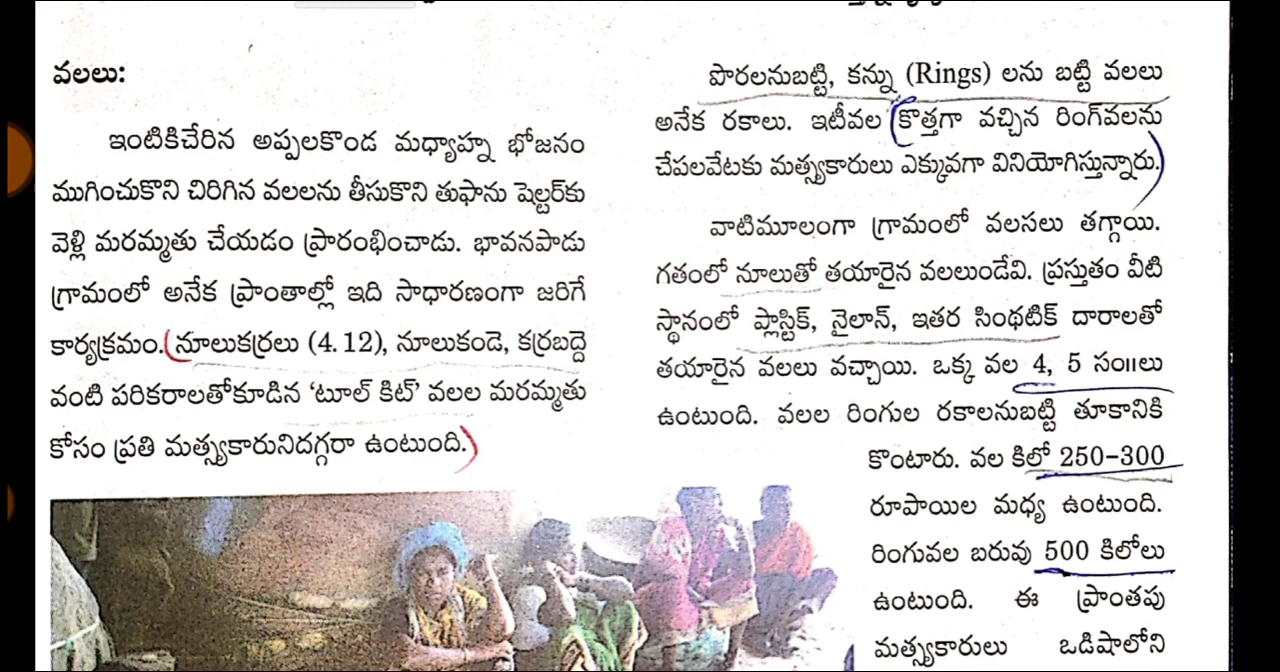 వలలు:
ఇంటికిచేరిన అప్పలకొండ మధ్యాహ్న భోజనం
ముగించుకొని చిరిగిన వలలను తీసుకొని తుఫాను షెల్టర్‌కు
వెళ్లి మరమ్మతు చేయడం ప్రారంభించాడు. భావనపాడు
గ్రామంలో అనేక ప్రాంతాల్లో ఇది సాధారణంగా జరిగే
కార్యక్రమం. నూలుకర్రలు (4.12), నూలుకండె, కర్రబద్దె
వంటి పరికరాలతోకూడిన ‘టూల్ కిట్’ వలల మరమ్మతు
కోసం ప్రతి మత్స్యకారునిదగ్గరా ఉంటుంది.
పొరలనుబట్టి, కన్ను (Rings) లను బట్టి వలలు
అనేక రకాలు. ఇటీవల కొత్తగా వచ్చిన రింగ్‌వలను
చేపలవేటకు మత్స్యకారులు ఎక్కువగా వినియోగిస్తున్నారు.
వాటిమూలంగా గ్రామంలో వలసలు తగ్గాయి.
గతంలో నూలుతో తయారైన వలలుండేవి. ప్రస్తుతం వీటి
స్థానంలో ప్లాస్టిక్, నైలాన్, ఇతర సింథటిక్ దారాలతో
తయారైన వలలు వచ్చాయి. ఒక్క వల 4, 5 సం॥లు
ఉంటుంది. వలల రింగుల రకాలనుబట్టి తూకానికి
కొంటారు. వల కిలో 250-300
రూపాయిల మధ్య ఉంటుంది.
రింగువల బరువు 500 కిలోలు
ఉంటుంది. ఈ ప్రాంతపు
మత్స్యకారులు ఒడిషాలోని